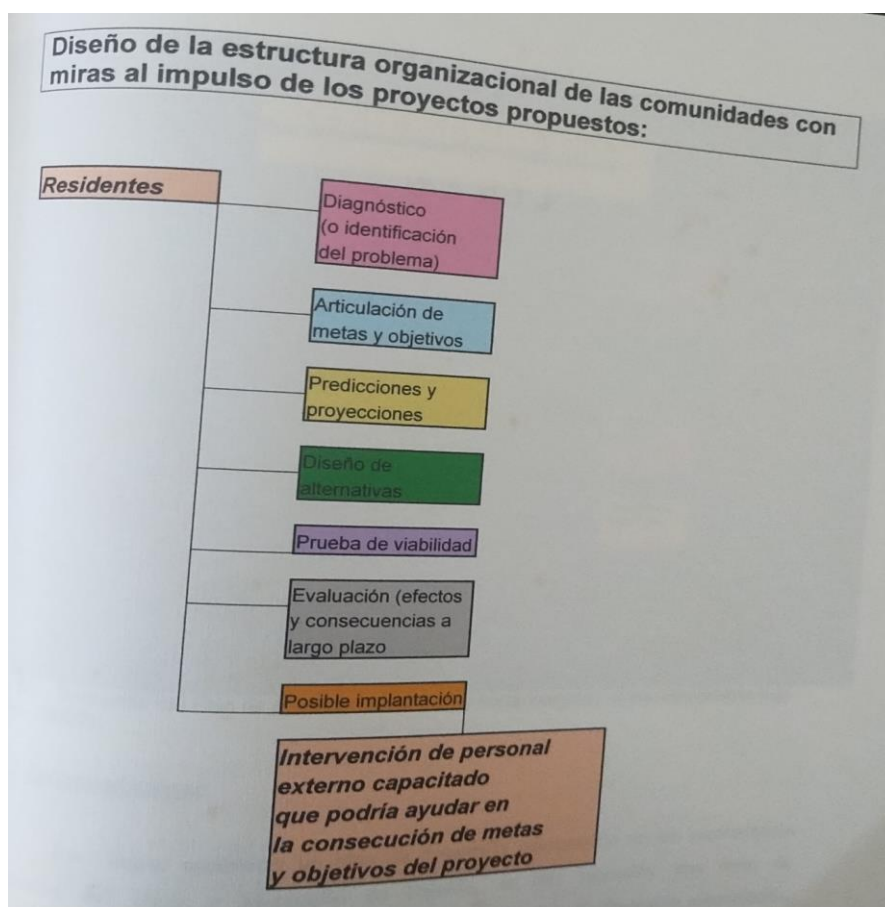 Diseño de la estructura organizacional de las comunidades con
miras al impulso de los proyectos propuestos:
Residentes
Diagnóstico
(o identificación
del problema)
Articulación de
metas y objetivos
Predicciones y
proyecciones
Diseño de
alternativas
Prueba de viabilidad
Evaluación (efectos
y consecuencias a
largo plazo
Posible implantación
Intervención de personal
externo capacitado
que podría ayudar en
la consecución de metas
y objetivos del proyecto